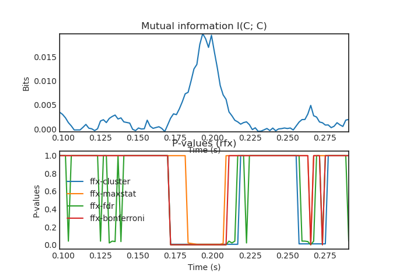 Mutual information I(C; C)
0.015
0.010
0.005
0.000
Bits
0.100 0.125 0.150 0.175 0.200 0.225 0.250 0.275
Time (s)
P-values (rfx)
1.0
0.8
0.6
0.4
0.2
0.0
P-values
ffx-cluster
ffx-maxstat
ffx-fdr
ffx-bonferroni
0.100 0.125 0.150 0.175 0.200 0.225 0.250 0.275
Time (s)